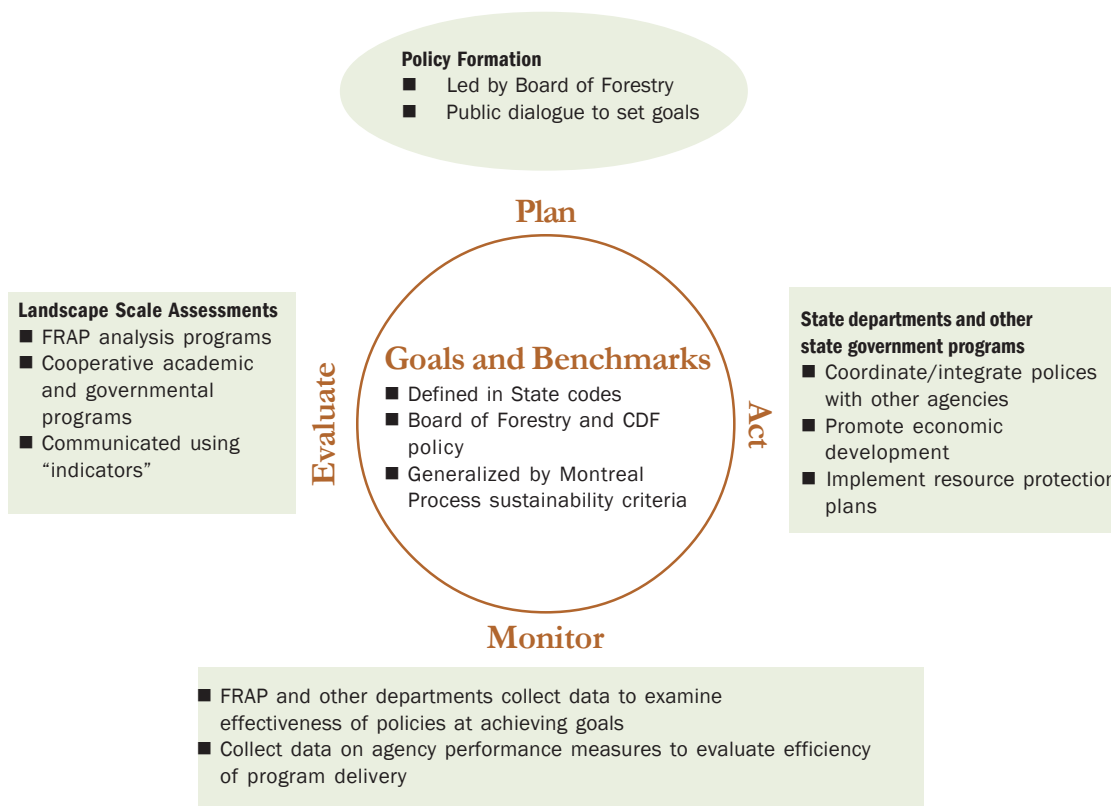 Policy Formation
■ Led by Board of Forestry
■ Public dialogue to set goals
Plan
Landscape Scale Assessments
■ FRAP analysis programs
■ Cooperative academic
and governmental
programs
■ Communicated using
“indicators”
Evaluate
Goals and Benchmarks
■ Defined in State codes
■ Board of Forestry and CDF
policy
■ Generalized by Montreal
Process sustainability criteria
Act
State departments and other
state government programs
■ Coordinate/integrate polices
with other agencies
■ Promote economic
development
■ Implement resource protection
plans
Monitor
■ FRAP and other departments collect data to examine
effectiveness of policies at achieving goals
■ Collect data on agency performance measures to evaluate efficiency
of program delivery